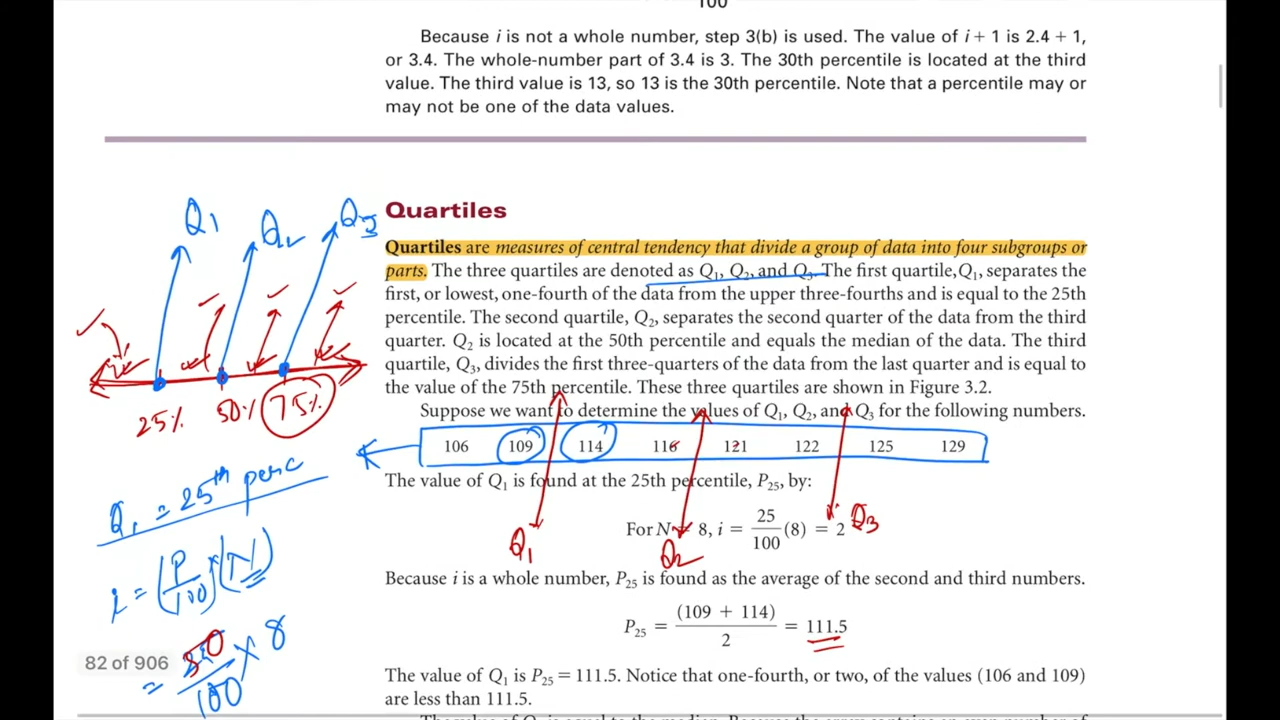 100
Because i is not a whole number, step 3(b) is used. The value of i + 1 is 2.4 + 1,
or 3.4. The whole-number part of 3.4 is 3. The 30th percentile is located at the third
value. The third value is 13, so 13 is the 30th percentile. Note that a percentile may or
may not be one of the data values.
Q1 Q2 Q3
25% 50% 75%
Q1 = 25th perc
i = (P/100) × (N)
= 50/100 × 8
82 of 906
Quartiles
Quartiles are measures of central tendency that divide a group of data into four subgroups or
parts. The three quartiles are denoted as Q1, Q2, and Q3. The first quartile, Q1, separates the
first, or lowest, one-fourth of the data from the upper three-fourths and is equal to the 25th
percentile. The second quartile, Q2, separates the second quarter of the data from the third
quarter. Q2 is located at the 50th percentile and equals the median of the data. The third
quartile, Q3, divides the first three-quarters of the data from the last quarter and is equal to
the value of the 75th percentile. These three quartiles are shown in Figure 3.2.
Suppose we want to determine the values of Q1, Q2, and Q3 for the following numbers.
106 109 114 116 121 122 125 129
The value of Q1 is found at the 25th percentile, P25, by:
For N = 8, i = 25/100 (8) = 2
Q1 Q2 Q3
Because i is a whole number, P25 is found as the average of the second and third numbers.
P25 = (109 + 114)/2 = 111.5
The value of Q1 is P25 = 111.5. Notice that one-fourth, or two, of the values (106 and 109)
are less than 111.5.